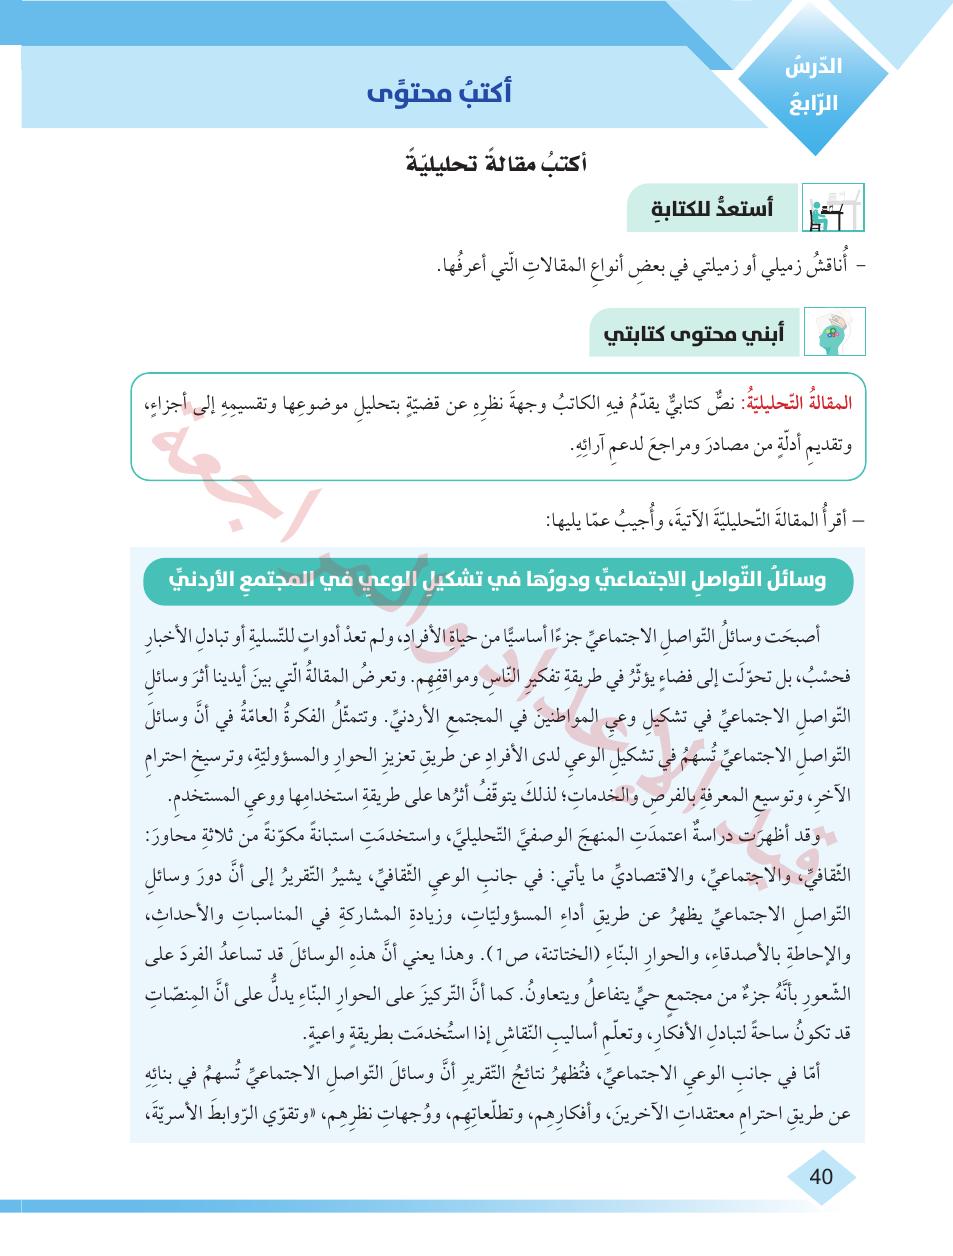 الدّرسُ
الرّابعُ
أكتبُ محتوًى
أكتبُ مقالةً تحليليّةً
أستعدُّ للكتابةِ
– أُناقشُ زميلي أو زميلتي في بعضِ أنواعِ المقالاتِ الّتي أعرفُها.
أبني محتوى كتابتي
المقالةُ التّحليليّةُ: نصٌّ كتابيٌّ يقدّمُ فيهِ الكاتبُ وجهةَ نظرِهِ عن قضيّةٍ بتحليلِ موضوعِها وتقسيمِهِ إلى أجزاءٍ،
وتقديمِ أدلّةٍ من مصادرَ ومراجعَ لدعمِ آرائِهِ.
– أقرأُ المقالةَ التّحليليّةَ الآتيةَ، وأُجيبُ عمّا يليها:
وسائلُ التّواصلِ الاجتماعيِّ ودورُها في تشكيلِ الوعيِ في المجتمعِ الأردنيِّ
أصبحَت وسائلُ التّواصلِ الاجتماعيِّ جزءًا أساسيًّا من حياةِ الأفرادِ، ولم تعدْ أدواتٍ للتّسليةِ أو تبادلِ الأخبارِ
فحسْبُ، بل تحوّلَت إلى فضاءٍ يؤثّرُ في طريقةِ تفكيرِ النّاسِ ومواقفِهِم. وتعرضُ المقالةُ الّتي بينَ أيدينا أثرَ وسائلِ
التّواصلِ الاجتماعيِّ في تشكيلِ وعيِ المواطنينَ في المجتمعِ الأردنيِّ. وتتمثّلُ الفكرةُ العامّةُ في أنَّ وسائلَ
التّواصلِ الاجتماعيِّ تُسهمُ في تشكيلِ الوعيِ لدى الأفرادِ عن طريقِ تعزيزِ الحوارِ والمسؤوليّةِ، وترسيخِ احترامِ
الآخرِ، وتوسيعِ المعرفةِ بالفرصِ والخدماتِ؛ لذلكَ يتوقّفُ أثرُها على طريقةِ استخدامِها ووعيِ المستخدمِ.
وقد أظهرَت دراسةٌ اعتمدَتِ المنهجَ الوصفيَّ التّحليليَّ، واستخدمَتِ استبانةً مكوّنةً من ثلاثةِ محاورَ:
الثّقافيِّ، والاجتماعيِّ، والاقتصاديِّ ما يأتي: في جانبِ الوعيِ الثّقافيِّ، يشيرُ التّقريرُ إلى أنَّ دورَ وسائلِ
التّواصلِ الاجتماعيِّ يظهرُ عن طريقِ أداءِ المسؤوليّاتِ، وزيادةِ المشاركةِ في المناسباتِ والأحداثِ،
والإحاطةِ بالأصدقاءِ، والحوارِ البنّاءِ (الختاتنة، ص1). وهذا يعني أنَّ هذهِ الوسائلَ قد تساعدُ الفردَ على
الشّعورِ بأنَّهُ جزءٌ من مجتمعٍ حيٍّ يتفاعلُ ويتعاونُ. كما أنَّ التّركيزَ على الحوارِ البنّاءِ يدلُّ على أنَّ المِنصّاتِ
قد تكونُ ساحةً لتبادلِ الأفكارِ، وتعلّمِ أساليبِ النّقاشِ إذا استُخدمَت بطريقةٍ واعيةٍ.
أمّا في جانبِ الوعيِ الاجتماعيِّ، فتُظهرُ نتائجُ التّقريرِ أنَّ وسائلَ التّواصلِ الاجتماعيِّ تُسهمُ في بنائِهِ
عن طريقِ احترامِ معتقداتِ الآخرينَ، وأفكارِهِم، وتطلّعاتِهِم، ووُجهاتِ نظرِهِم، «وتقوّي الرّوابطَ الأسريّةَ،
40
قيد الإعداد والمراجعة